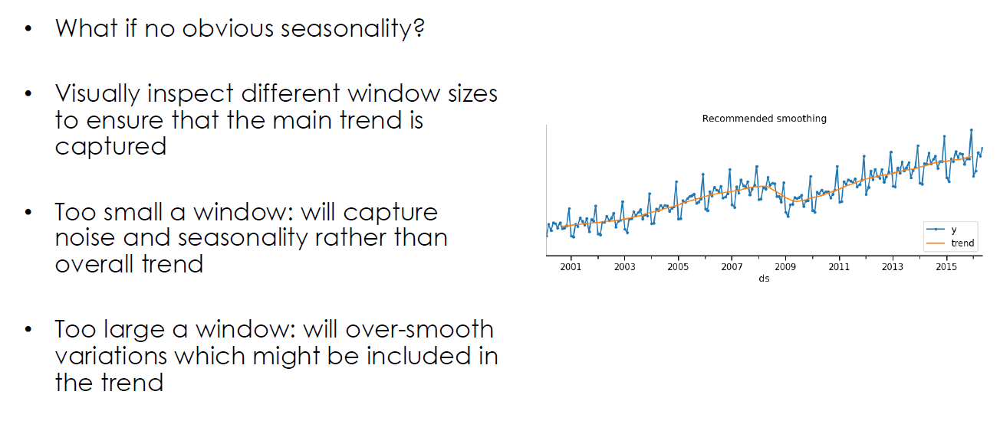 • What if no obvious seasonality?
• Visually inspect different window sizes
to ensure that the main trend is
captured
• Too small a window: will capture
noise and seasonality rather than
overall trend
• Too large a window: will over-smooth
variations which might be included in
the trend
Recommended smoothing
y
trend
2001 2003 2005 2007 2009 2011 2013 2015
ds